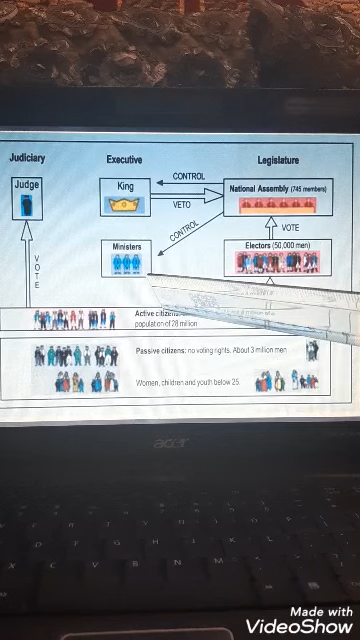 Judiciary Executive Legislature
Judge
King
CONTROL
VETO
National Assembly (745 members)
CONTROL
VOTE
Ministers
Electors (50,000 men)
VOTE
Active citizens
population of 28 million
Passive citizens: no voting rights. About 3 million men
Women, children and youth below 25.
acer
Made with
VideoShow